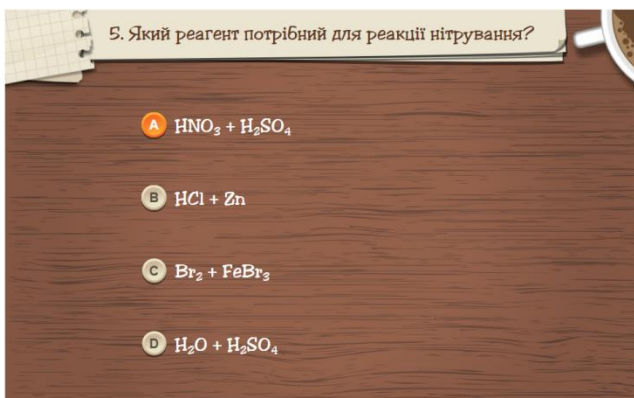 5. Який реагент потрібний для реакції нітрування?
A HNO₃ + H₂SO₄
B HCl + Zn
C Br₂ + FeBr₃
D H₂O + H₂SO₄